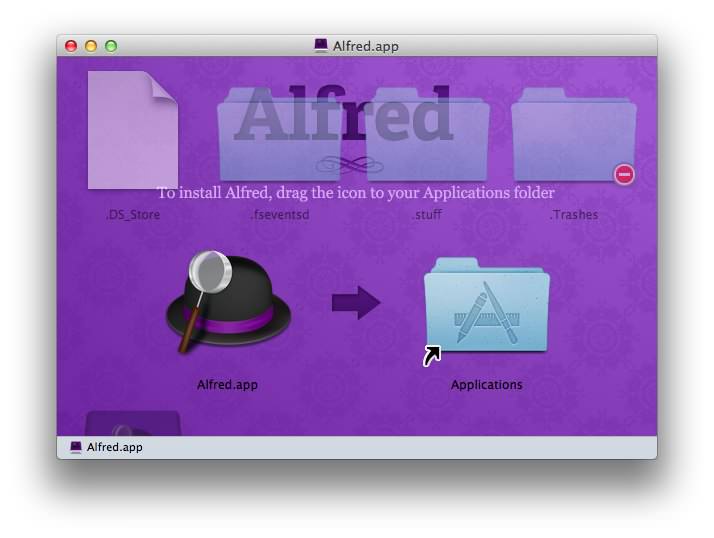 Alfred.app
Alfred
To install Alfred, drag the icon to your Applications folder
.DS_Store .fseventsd .stuff .Trashes
Alfred.app Applications
Alfred.app